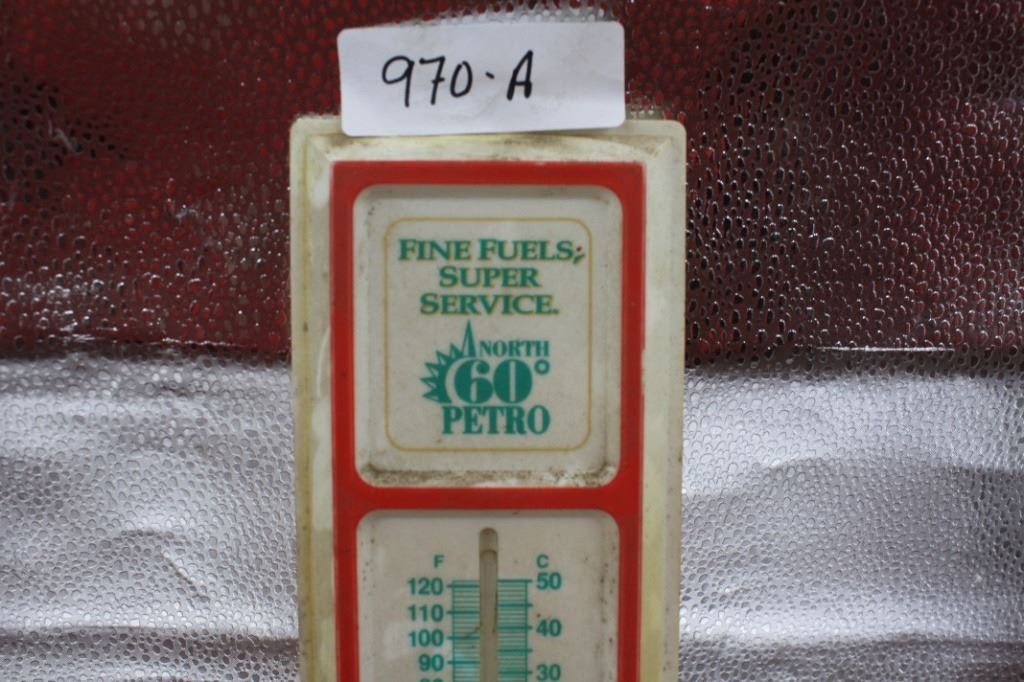 970-A
FINE FUELS;
SUPER
SERVICE.
NORTH
60°
PETRO
F C
120 50
110
100 40
90
30